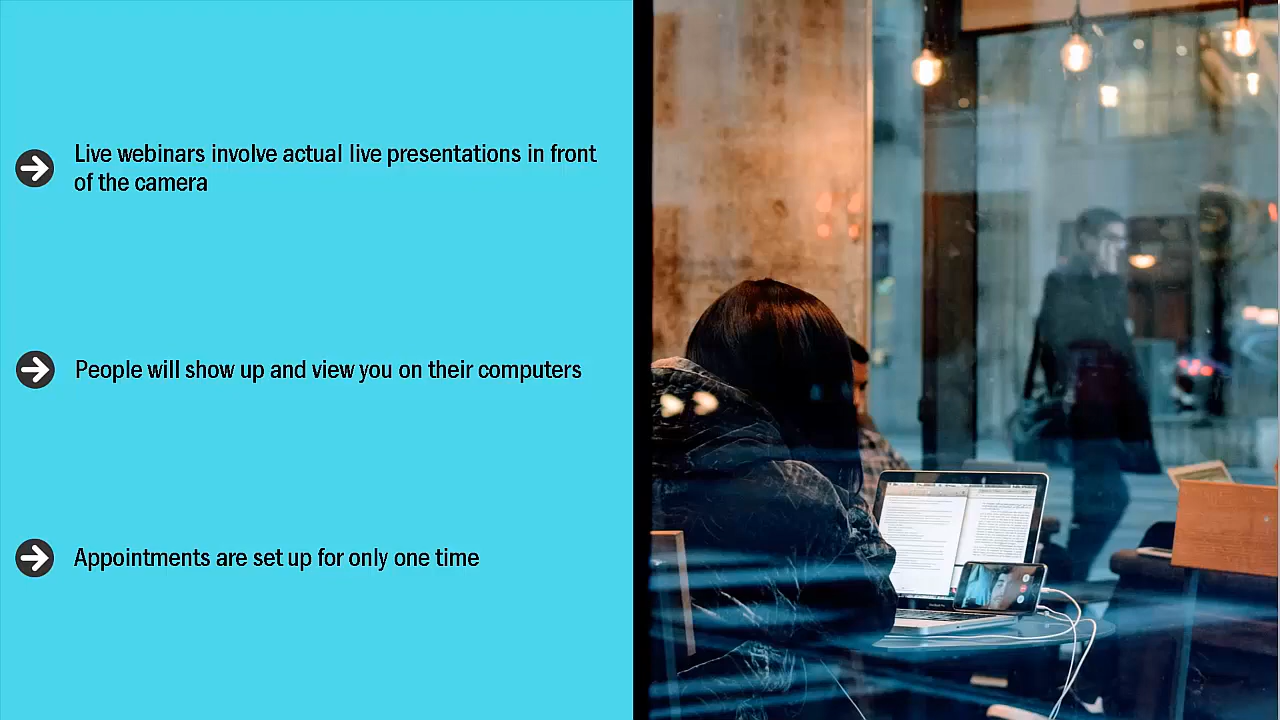 Live webinars involve actual live presentations in front
of the camera
People will show up and view you on their computers
Appointments are set up for only one time